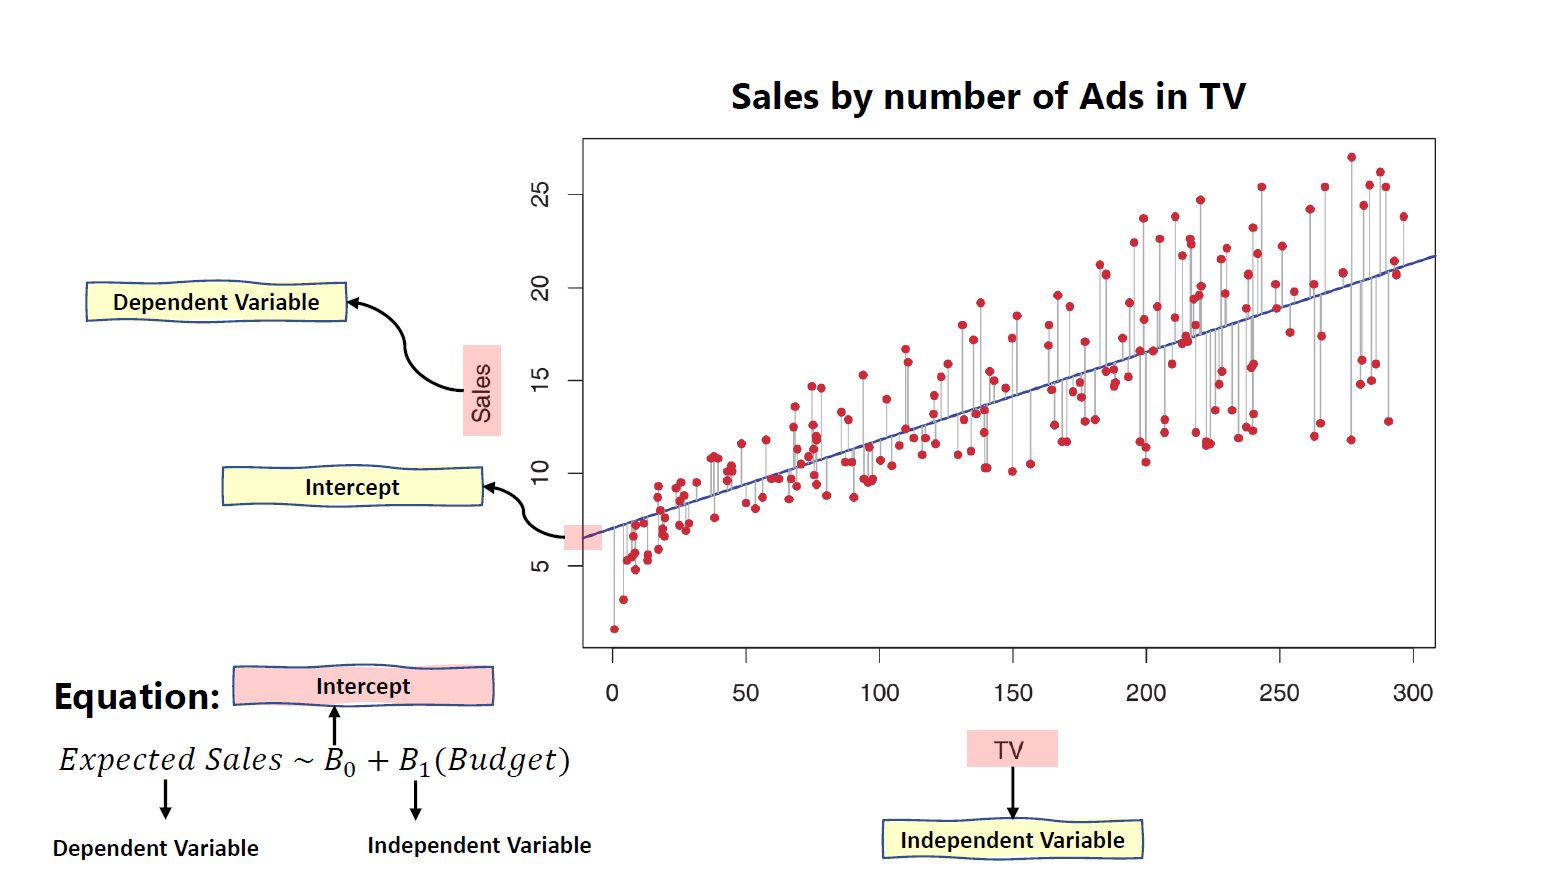 Sales by number of Ads in TV
25
20
15
10
5
Sales
Dependent Variable
Intercept
0 50 100 150 200 250 300
TV
Independent Variable
Equation:
Intercept
Expected Sales ~ B₀ + B₁(Budget)
Dependent Variable
Independent Variable